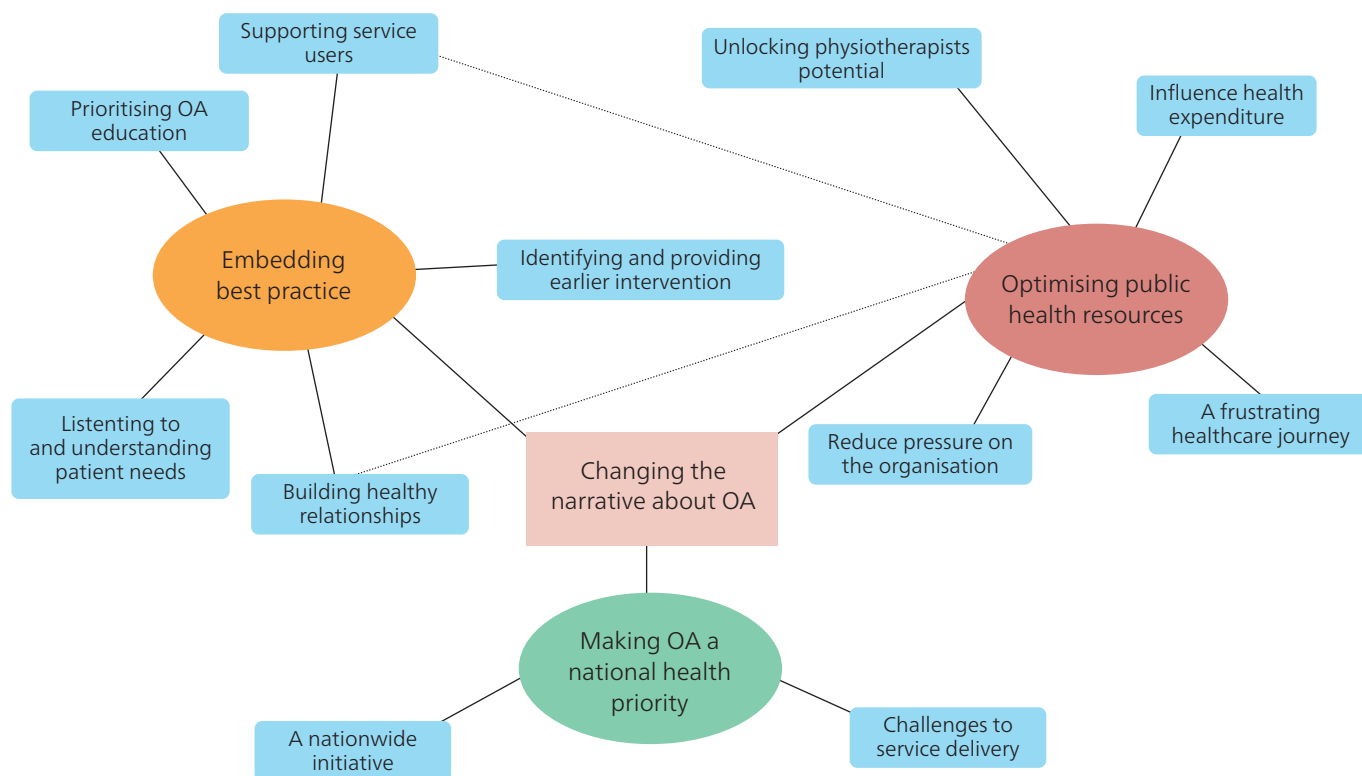 Supporting service
users
Unlocking physiotherapists
potential
Influence health
expenditure
Prioritising OA
education
Embedding
best practice
Identifying and providing
earlier intervention
Optimising public
health resources
Listenting to
and understanding
patient needs
Building healthy
relationships
Changing the
narrative about OA
Reduce pressure on
the organisation
A frustrating
healthcare journey
Making OA a
national health
priority
A nationwide
initiative
Challenges to
service delivery